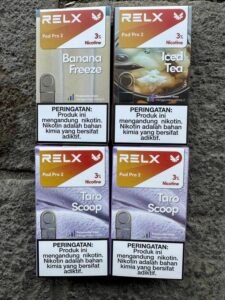 RELX
Pod Pro 2
3%
Nicotine
Banana
Freeze
PERINGATAN:
Produk ini
mengandung nikotin.
Nikotin adalah bahan
kimia yang bersifat
adiktif.
RELX
Pod Pro 2
3%
Nicotine
Iced
Tea
PERINGATAN:
Produk ini
mengandung nikotin.
Nikotin adalah bahan
kimia yang bersifat
adiktif.
RELX
Pod Pro 2
3%
Nicotine
Taro
Scoop
PERINGATAN:
Produk ini
mengandung nikotin.
Nikotin adalah bahan
kimia yang bersifat
adiktif.
RELX
Pod Pro 2
3%
Nicotine
Taro
Scoop
PERINGATAN:
Produk ini
mengandung nikotin.
Nikotin adalah bahan
kimia yang bersifat
adiktif.